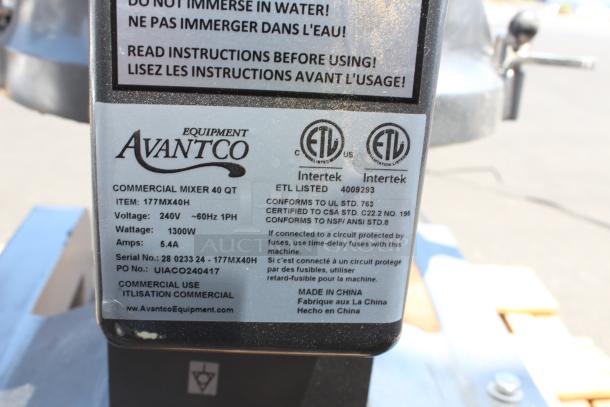 DO NOT IMMERSE IN WATER!
NE PAS IMMERGER DANS L'EAU!
READ INSTRUCTIONS BEFORE USING!
LISEZ LES INSTRUCTIONS AVANT L'USAGE!
EQUIPMENT
AVANTCO
COMMERCIAL MIXER 40 QT
ITEM: 177MX40H
Voltage: 240V ~60Hz 1PH
Wattage: 1300W
Amps: 5.4A
Serial No.: 28 0233 24 - 177MX40H
PO No.: UIACO240417
COMMERCIAL USE
ITLISATION COMMERCIAL
www.AvantcoEquipment.com
C ETL US
ETL
Intertek Intertek
ETL LISTED 4009293
CONFORMS TO UL STD. 763
CERTIFIED TO CSA STD. C22.2 NO. 195
CONFORMS TO NSF/ ANSI STD.8
If connected to a circuit protected by
fuses, use time-delay fuses with this
machine.
Si c'est connecté à un circuit protégé
par des fusibles, utiliser
retard-fusible pour la machine.
MADE IN CHINA
Fabrique aux La China
Hecho en China